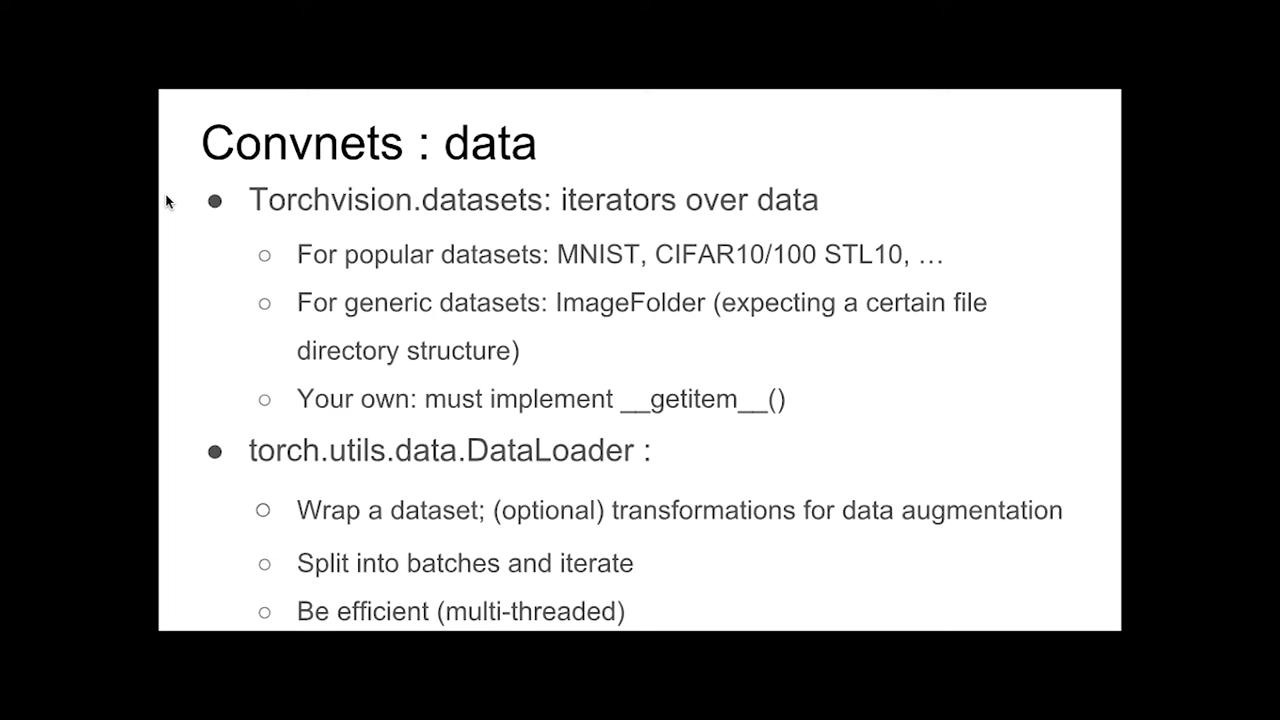 Convnets : data
● Torchvision.datasets: iterators over data
○ For popular datasets: MNIST, CIFAR10/100 STL10, …
○ For generic datasets: ImageFolder (expecting a certain file
directory structure)
○ Your own: must implement __getitem__()
● torch.utils.data.DataLoader :
○ Wrap a dataset; (optional) transformations for data augmentation
○ Split into batches and iterate
○ Be efficient (multi-threaded)